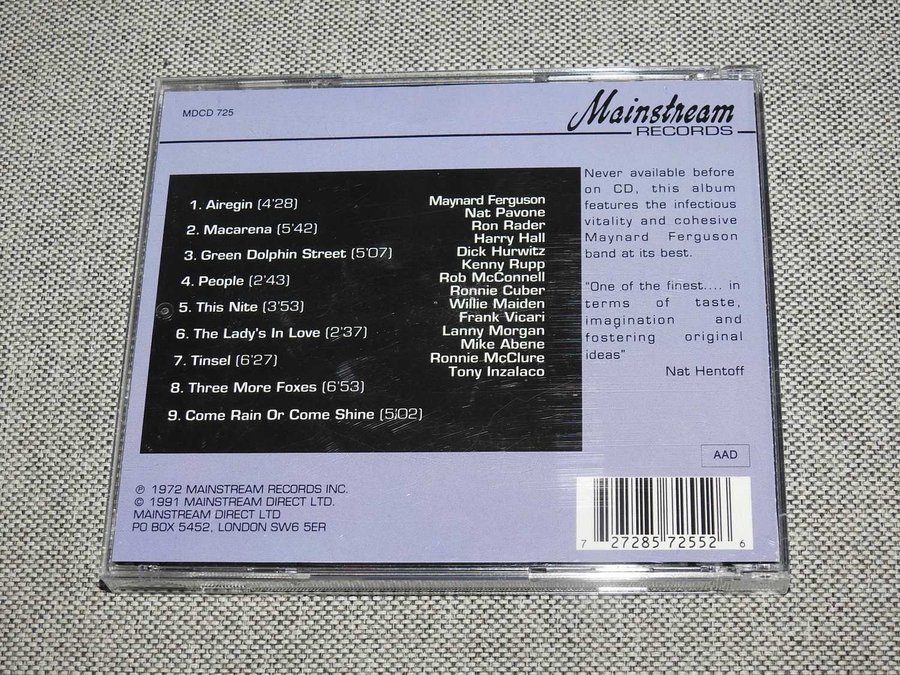 MDCD 725
Mainstream
RECORDS
1. Airegin (4'28)
2. Macarena (5'42)
3. Green Dolphin Street (5'07)
4. People (2'43)
5. This Nite (3'53)
6. The Lady's In Love (2'37)
7. Tinsel (6'27)
8. Three More Foxes (6'53)
9. Come Rain Or Come Shine (5'02)
Maynard Ferguson
Nat Pavone
Ron Rader
Harry Hall
Dick Hurwitz
Kenny Rupp
Rob McConnell
Ronnie Cuber
Willie Maiden
Frank Vicari
Lanny Morgan
Mike Abene
Ronnie McClure
Tony Inzalaco
Never available before
on CD, this album
features the infectious
vitality and cohesive
Maynard Ferguson
band at its best.
"One of the finest.... in
terms of taste,
imagination and
fostering original
ideas"
Nat Hentoff
AAD
℗ 1972 MAINSTREAM RECORDS INC.
© 1991 MAINSTREAM DIRECT LTD.
MAINSTREAM DIRECT LTD
PO BOX 5452, LONDON SW6 5ER
7 27285 72552 6